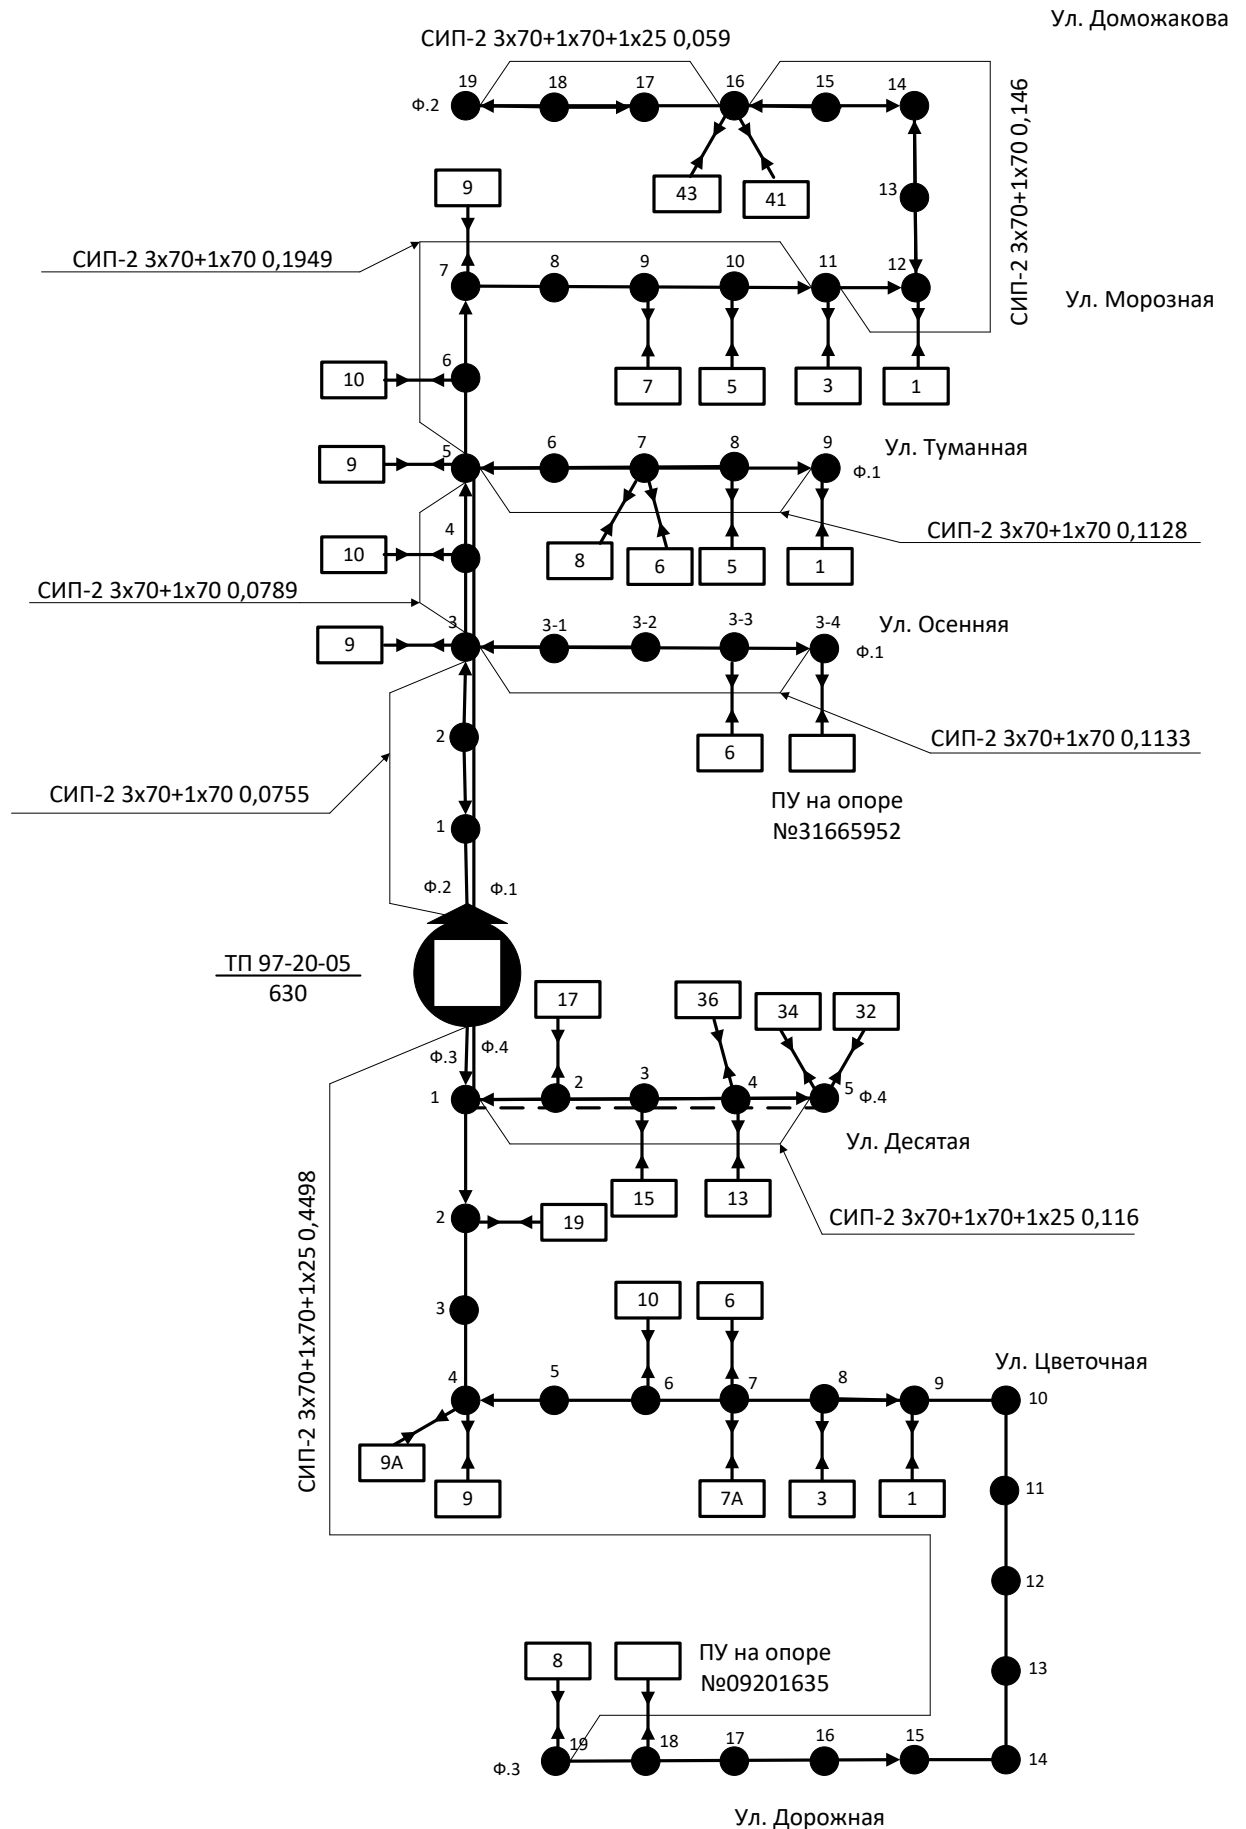 Ул. Доможакова
СИП-2 3х70+1х70+1х25 0,059
19
18
17
16
15
14
Ф.2
СИП-2 3х70+1х70 0,146
43
41
13
9
СИП-2 3х70+1х70 0,1949
7
8
9
10
11
12
Ул. Морозная
6
10
7
5
3
1
5
9
6
7
8
9
Ф.1
Ул. Туманная
СИП-2 3х70+1х70 0,1128
4
10
8
6
5
1
СИП-2 3х70+1х70 0,0789
3
9
3-1
3-2
3-3
3-4
Ф.1
Ул. Осенняя
СИП-2 3х70+1х70 0,1133
2
6
СИП-2 3х70+1х70 0,0755
ПУ на опоре
№31665952
1
Ф.2
Ф.1
ТП 97-20-05
630
17
36
34
32
Ф.3
Ф.4
1
2
3
4
5
Ф.4
Ул. Десятая
15
13
СИП-2 3х70+1х70+1х25 0,116
2
19
СИП-2 3х70+1х70+1х25 0,4498
3
10
6
Ул. Цветочная
4
5
6
7
8
9
10
9А
9
7А
3
1
11
12
13
8
ПУ на опоре
№09201635
19
18
17
16
15
14
Ф.3
Ул. Дорожная